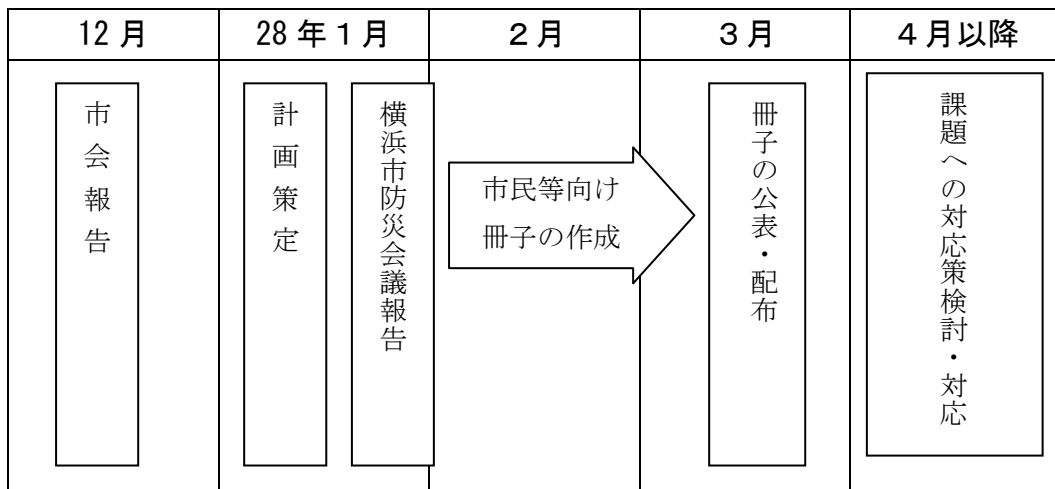 12月
28年1月
２月
３月
４月以降
市会報告
計画策定
横浜市防災会議報告
市民等向け
冊子の作成
冊子の公表・配布
課題への対応策検討・対応